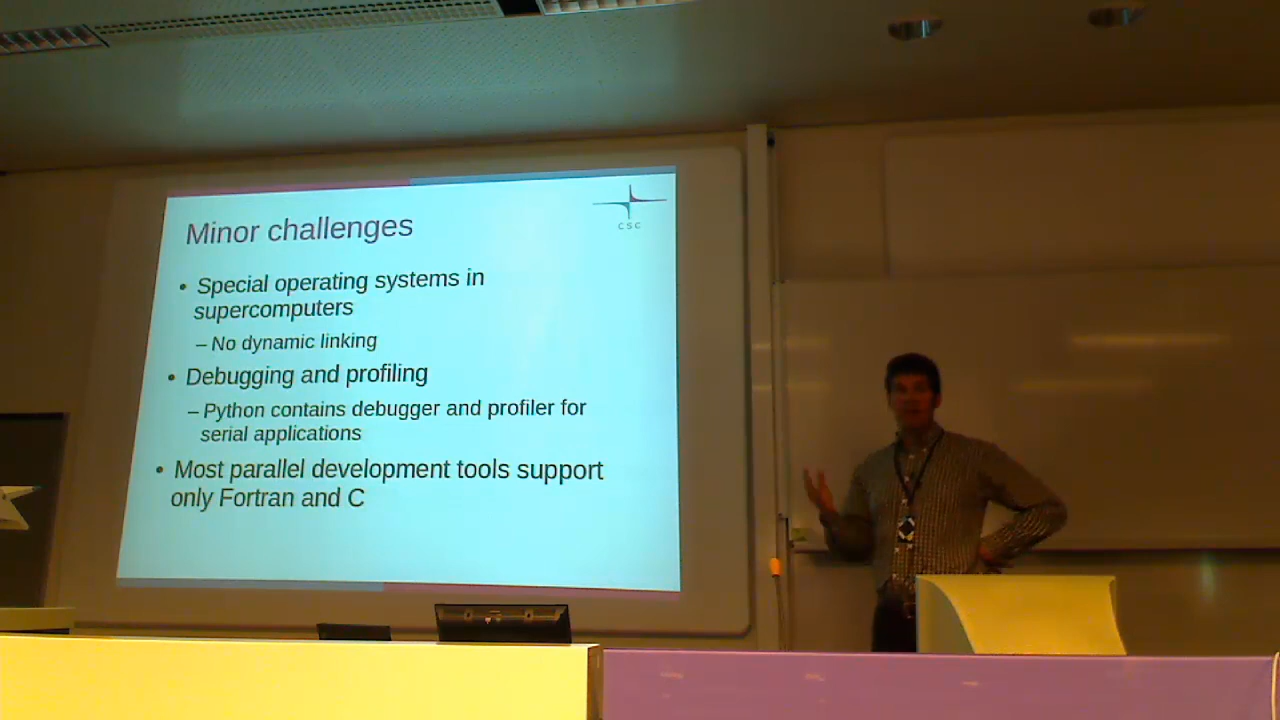 CSC
Minor challenges
• Special operating systems in
supercomputers
– No dynamic linking
• Debugging and profiling
– Python contains debugger and profiler for
serial applications
• Most parallel development tools support
only Fortran and C